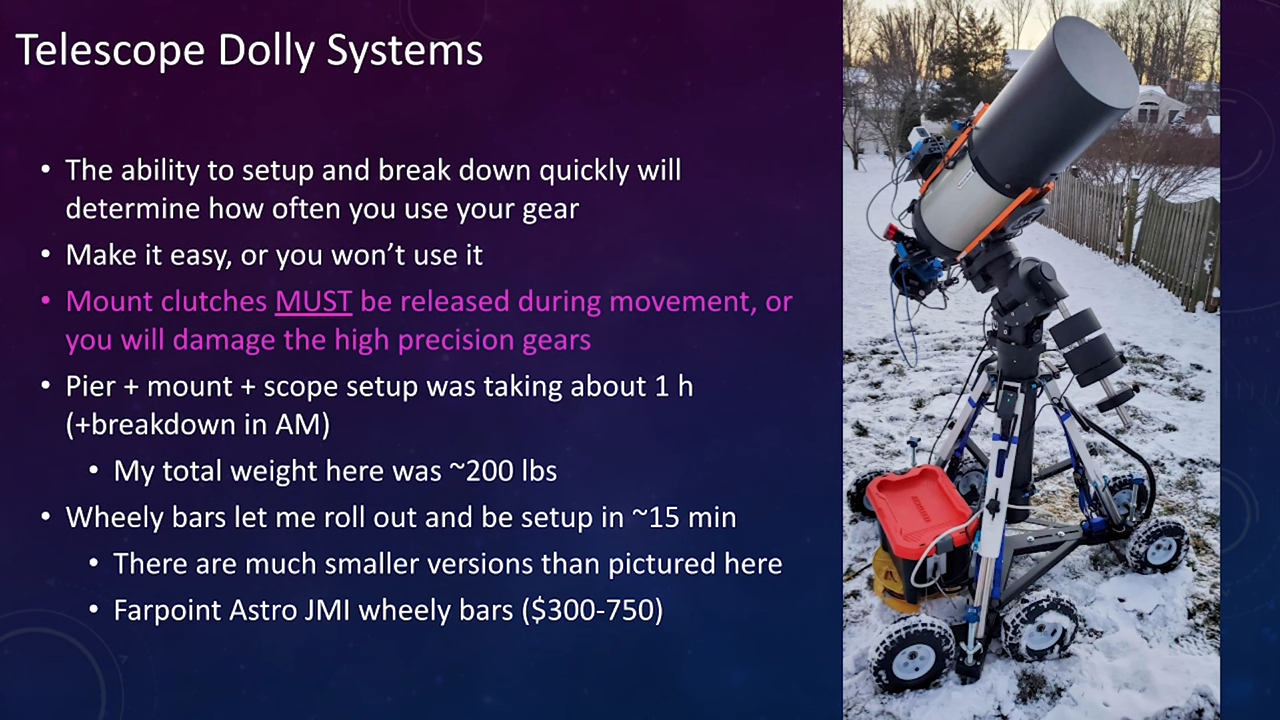 Telescope Dolly Systems
• The ability to setup and break down quickly will
determine how often you use your gear
• Make it easy, or you won’t use it
• Mount clutches MUST be released during movement, or
you will damage the high precision gears
• Pier + mount + scope setup was taking about 1 h
(+breakdown in AM)
• My total weight here was ~200 lbs
• Wheely bars let me roll out and be setup in ~15 min
• There are much smaller versions than pictured here
• Farpoint Astro JMI wheely bars ($300-750)